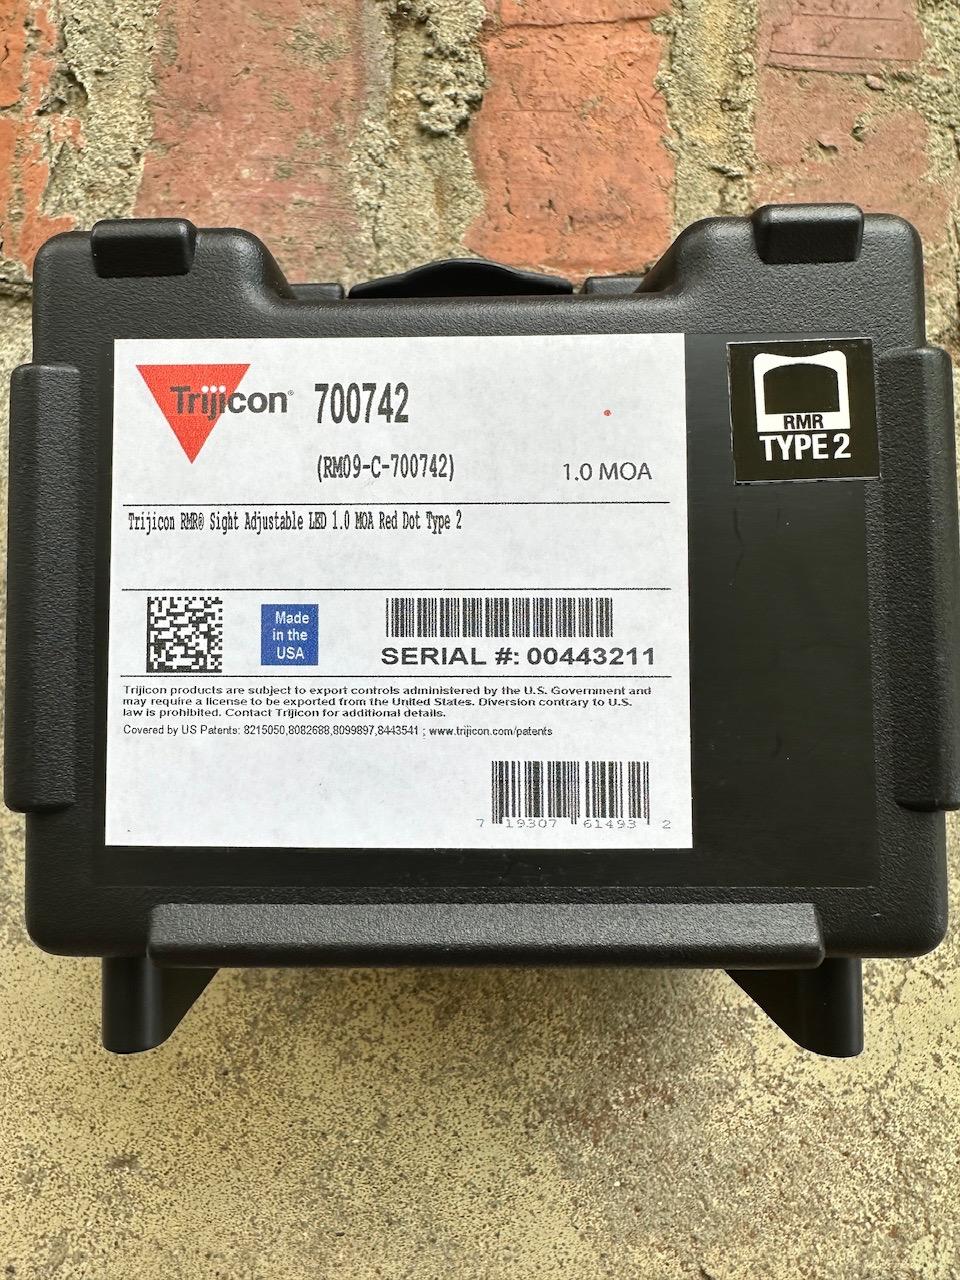 Trijicon® 700742
(RM09-C-700742) 1.0 MOA
RMR
TYPE 2
Trijicon RMR® Sight Adjustable LED 1.0 MOA Red Dot Type 2
Made
in the
USA
SERIAL #: 00443211
Trijicon products are subject to export controls administered by the U.S. Government and
may require a license to be exported from the United States. Diversion contrary to U.S.
law is prohibited. Contact Trijicon for additional details.
Covered by US Patents: 8215050,8082688,8099897,8443541 ; www.trijicon.com/patents
7 19307 61493 2